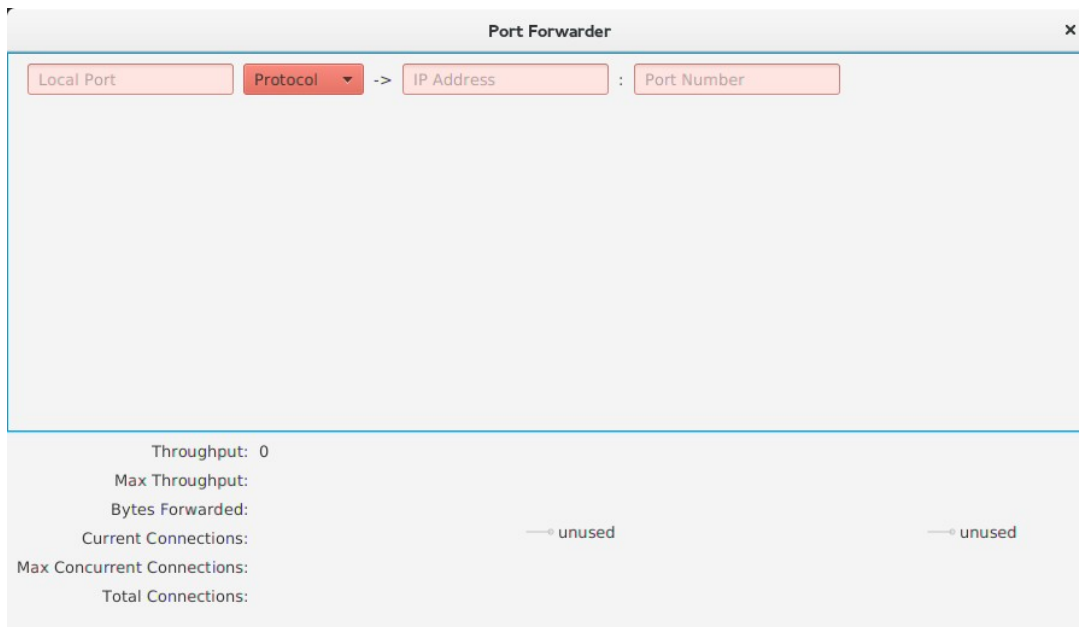 Port Forwarder ×
Local Port Protocol -> IP Address : Port Number
Throughput: 0
Max Throughput:
Bytes Forwarded:
Current Connections:
unused unused
Max Concurrent Connections:
Total Connections: